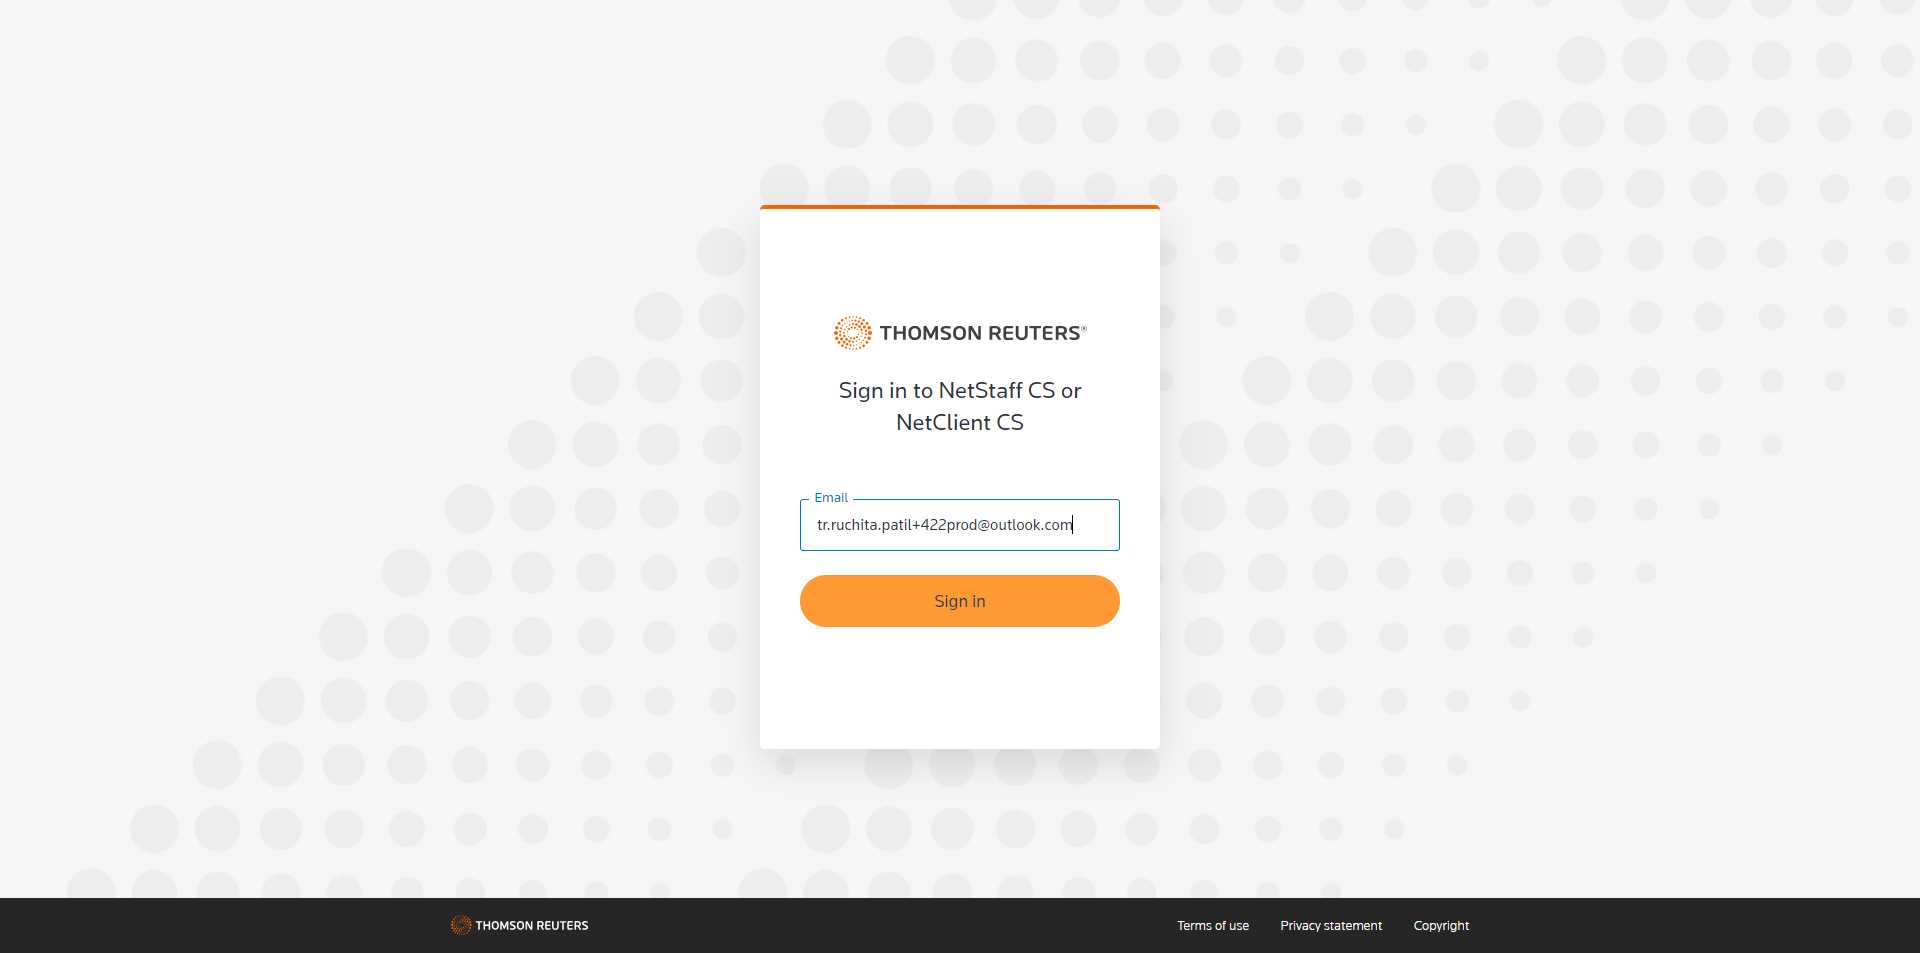 THOMSON REUTERS®
Sign in to NetStaff CS or
NetClient CS
Email
tr.ruchita.patil+422prod@outlook.com
Sign in
THOMSON REUTERS
Terms of use
Privacy statement
Copyright